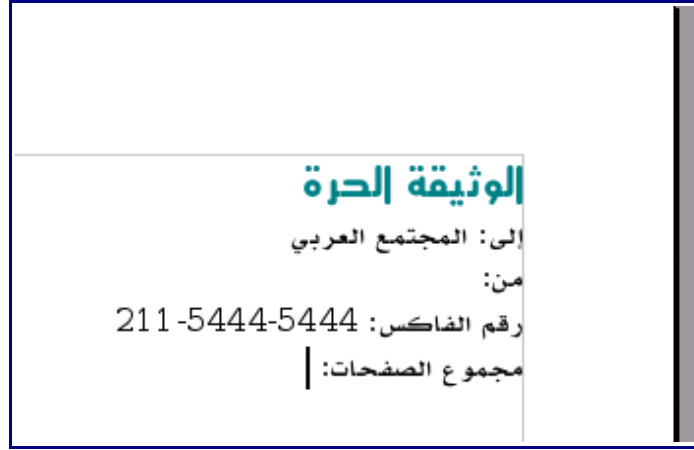 الوثيقة الحرة
إلى: المجتمع العربي
من:
رقم الفاكس: 5444-5444-211
مجموع الصفحات: